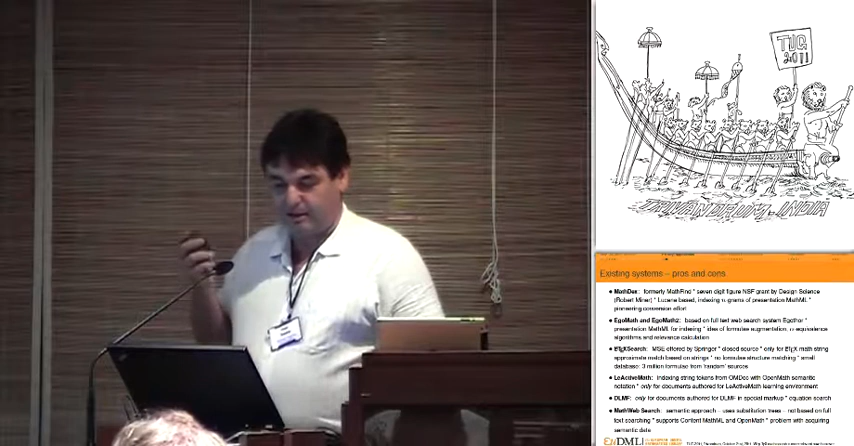 TUG
2011
TRIVANDRUM - INDIA
Existing systems – pros and cons
● MathDex: formerly MathFind * seven digit figure NSF grant by Design Science
(Robert Miner) * Lucene based, indexing n-grams of presentation MathML *
pioneering conversion effort
● EgoMath and EgoMath2: based on full text web search system Egothor *
presentation MathML for indexing * idea of formulae augmentation, α-equivalence
algorithms and relevance calculation
● LATEXSearch: MSE offered by Springer * closed source * only for LATEX math string
approximate match based on strings * no formulae structure matching * small
database: 3 million formulae from 'random' sources
● LeActiveMath: indexing string tokens from OMDoc with OpenMath semantic
notation * only for documents authored for LeActiveMath learning environment
● DLMF: only for documents authored for DLMF in special markup * equation search
● MathWeb Search: semantic approach – uses substitution trees – not based on full
text searching * supports Content MathML and OpenMath * problem with acquiring
semantic data
EuDML